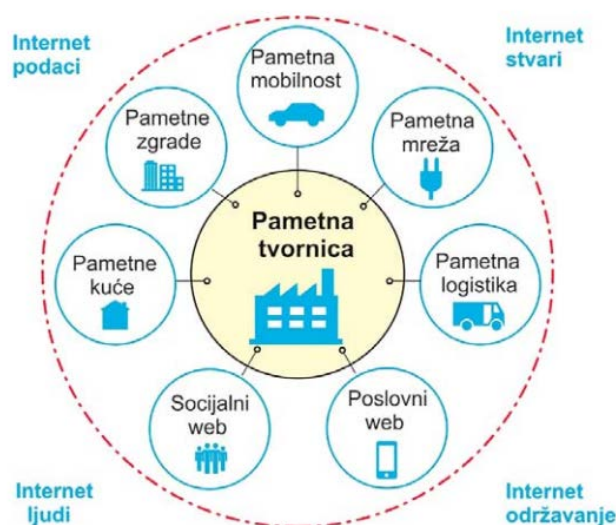 Internet
podaci
Internet
stvari
Pametna
mobilnost
Pametne
zgrade
Pametna
mreža
Pametna
tvornica
Pametne
kuće
Pametna
logistika
Socijalni
web
Poslovni
web
Internet
ljudi
Internet
održavanje